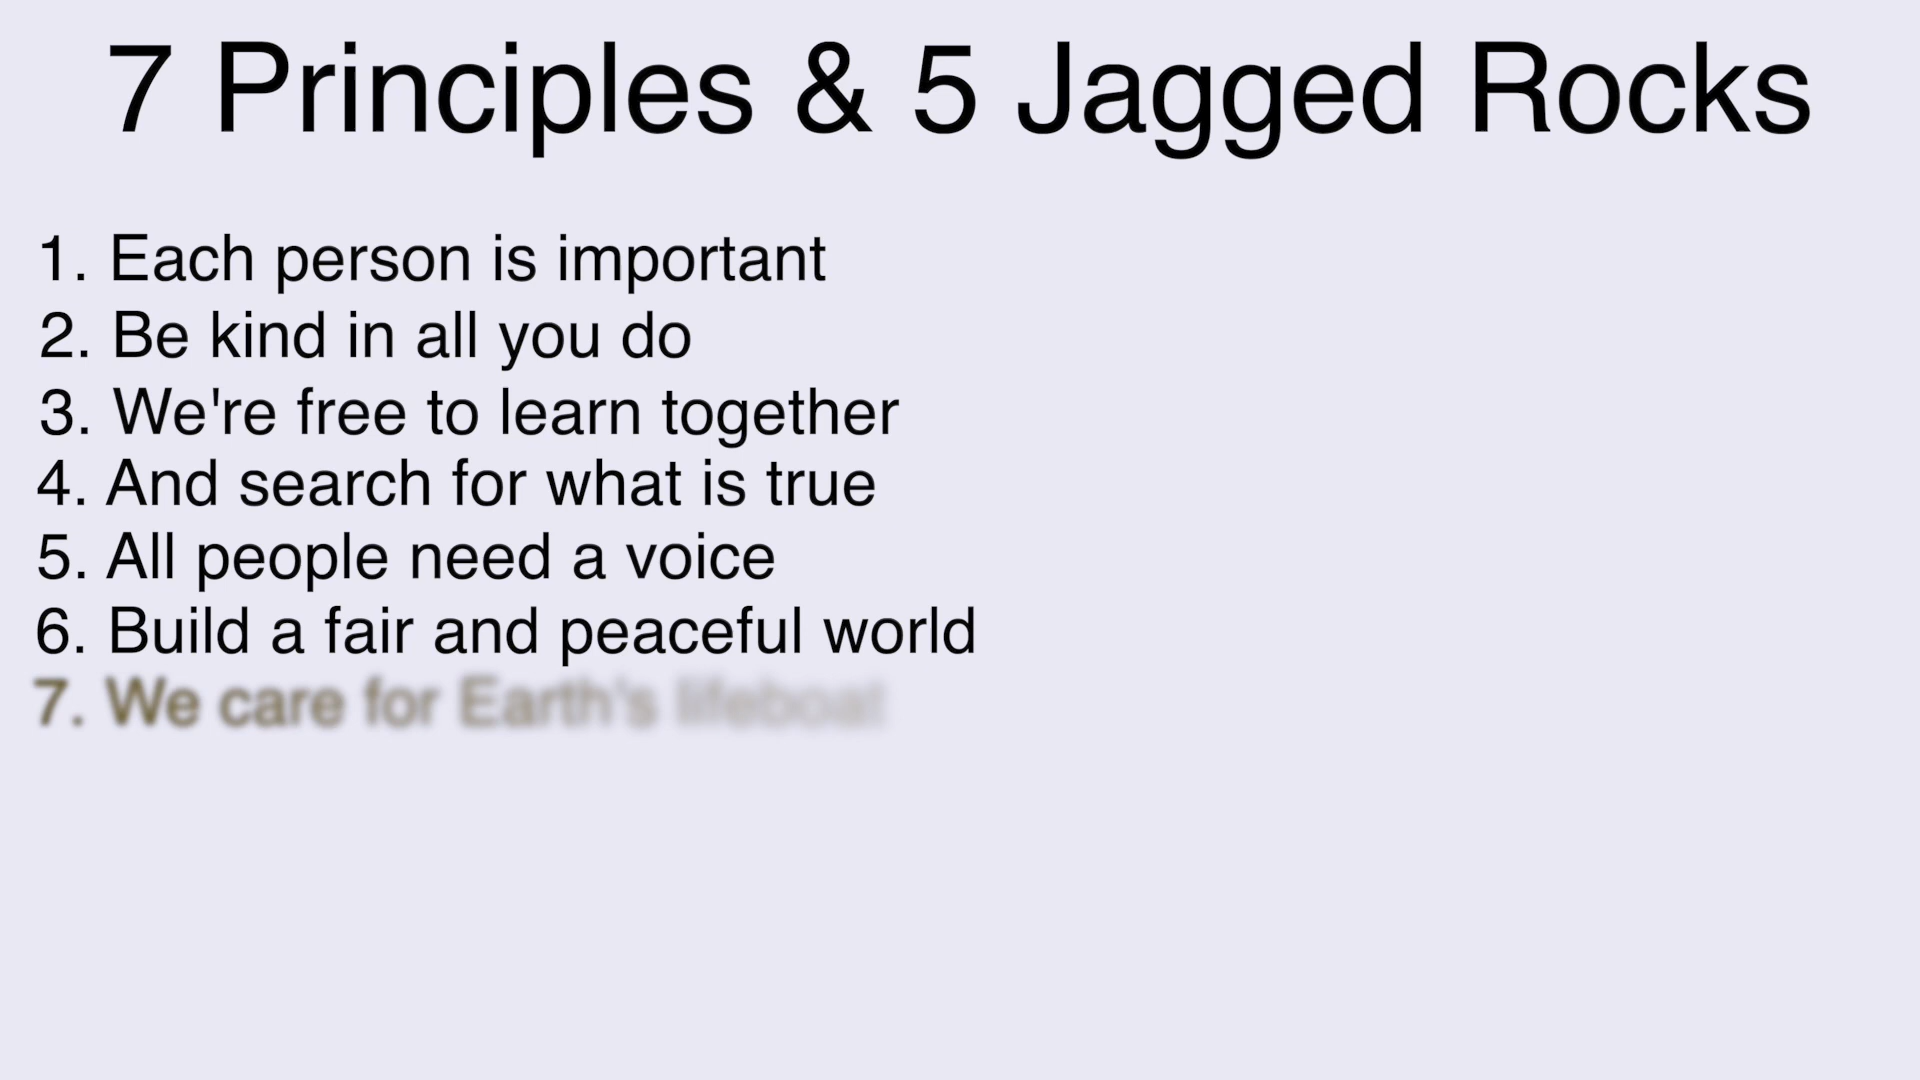 7 Principles & 5 Jagged Rocks
1. Each person is important
2. Be kind in all you do
3. We're free to learn together
4. And search for what is true
5. All people need a voice
6. Build a fair and peaceful world
7. We care for Earth's lifeboat